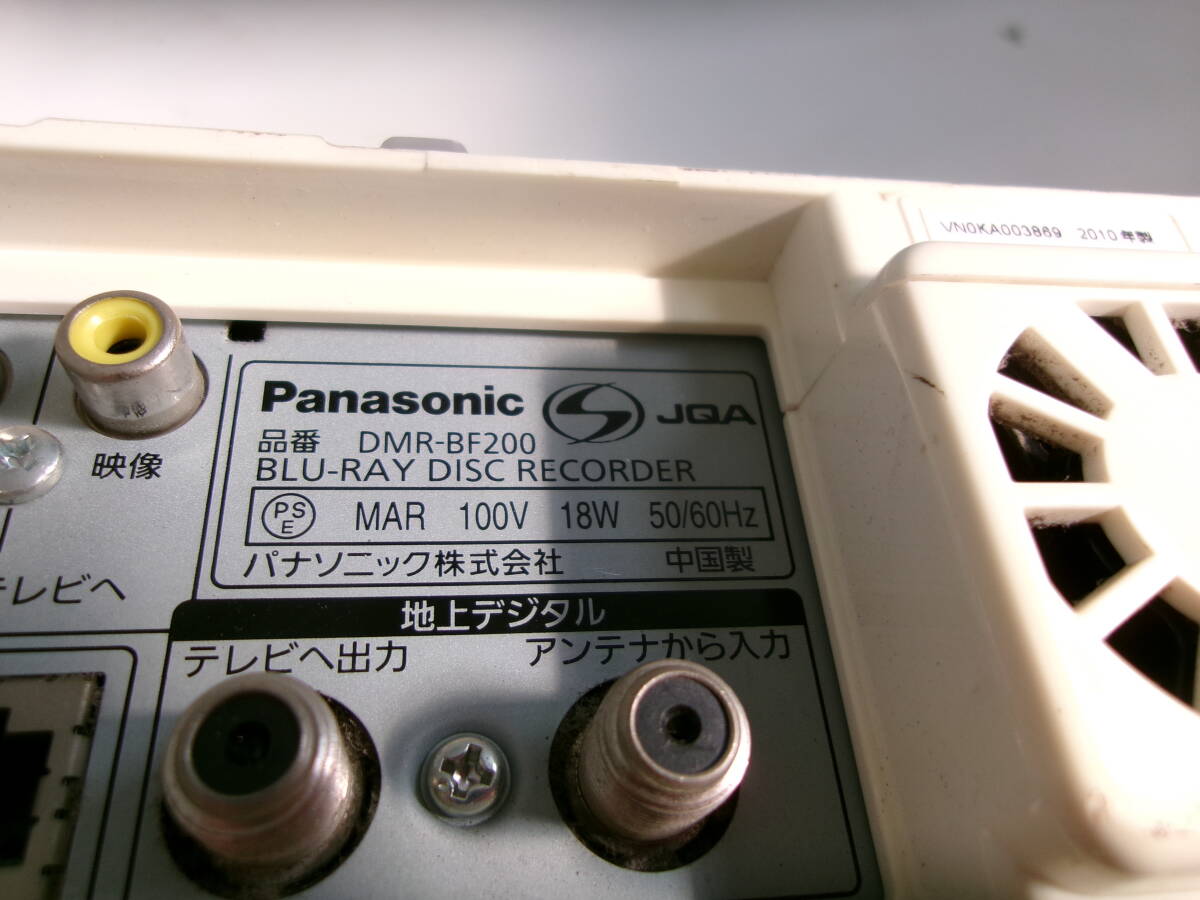 VN0KA003869 2010年製
Panasonic JQA
品番 DMR-BF200
BLU-RAY DISC RECORDER
PSE MAR 100V 18W 50/60Hz
パナソニック株式会社 中国製
映像
テレビへ
地上デジタル
テレビへ出力 アンテナから入力